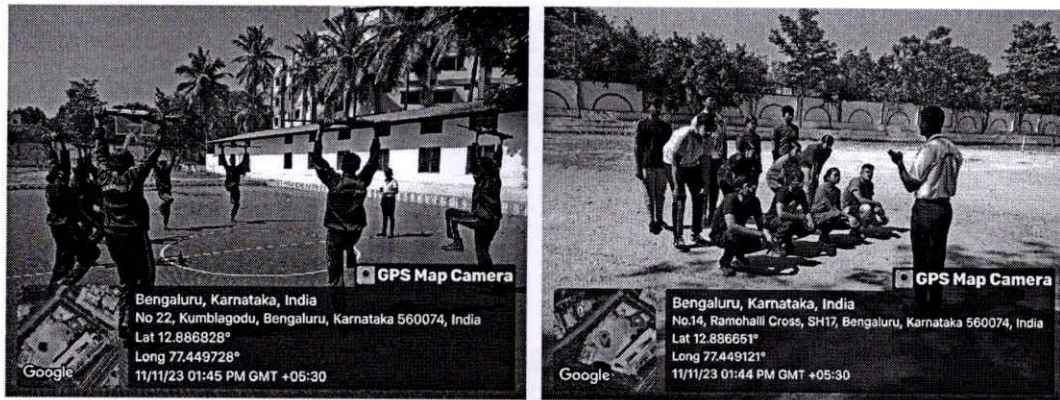 GPS Map Camera
Bengaluru, Karnataka, India
No 22, Kumblagodu, Bengaluru, Karnataka 560074, India
Lat 12.886828°
Long 77.449728°
11/11/23 01:45 PM GMT +05:30
Google
GPS Map Camera
Bengaluru, Karnataka, India
No.14, Ramohalli Cross, SH17, Bengaluru, Karnataka 560074, India
Lat 12.886651°
Long 77.449121°
11/11/23 01:44 PM GMT +05:30
Google